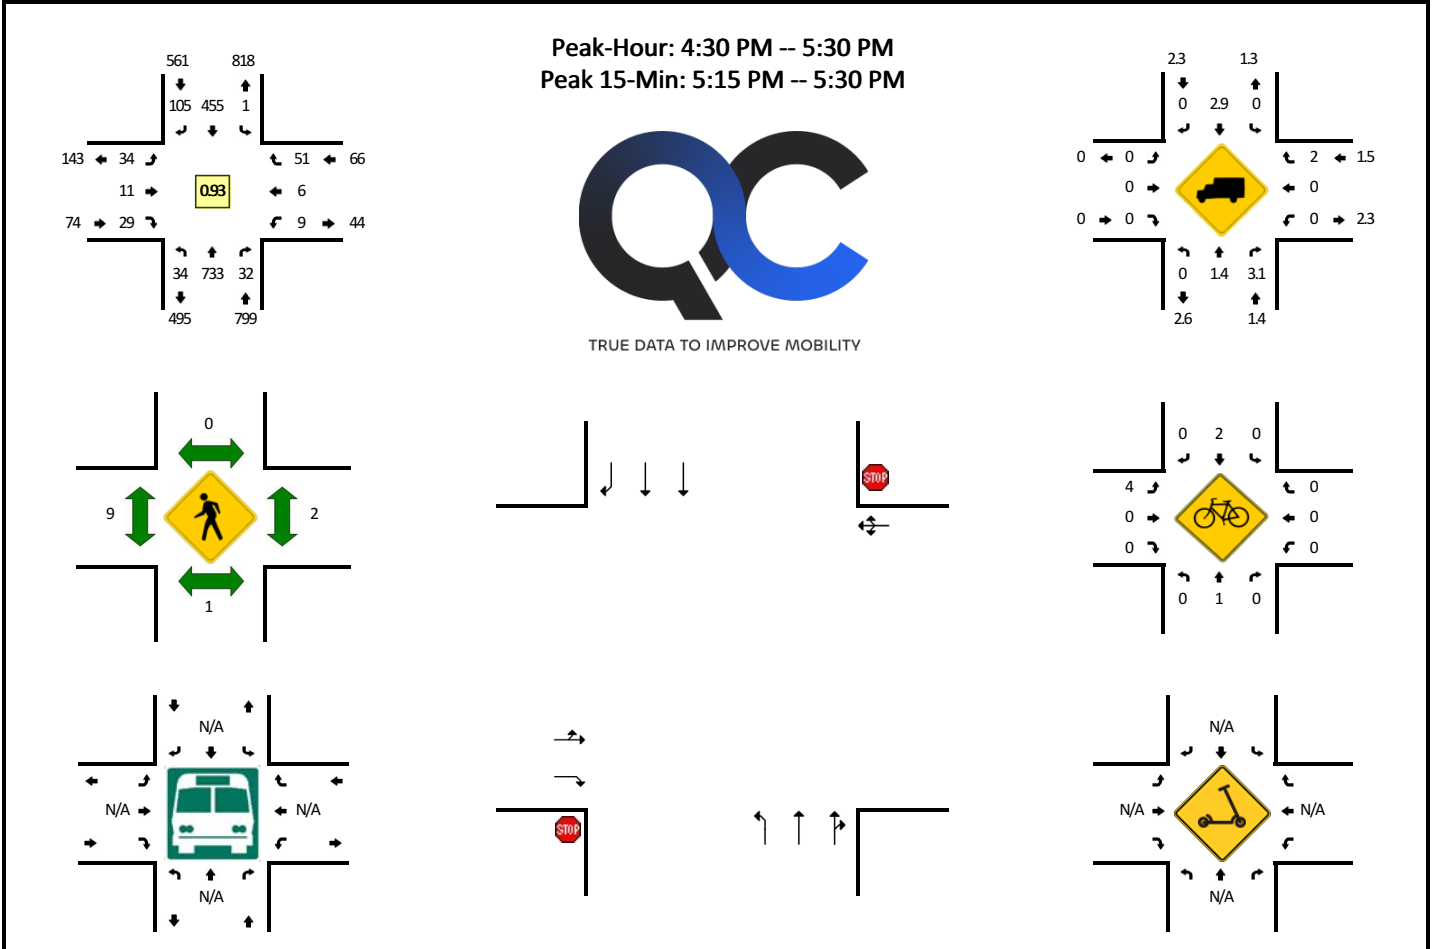 Peak-Hour: 4:30 PM -- 5:30 PM
Peak 15-Min: 5:15 PM -- 5:30 PM
561 818
105 455 1
143 34 51 66
11 0.93 6
74 29 9 44
34 733 32
495 799
QC
TRUE DATA TO IMPROVE MOBILITY
2.3 1.3
0 2.9 0
0 0 2 1.5
0 0
0 0 0 2.3
0 1.4 3.1
2.6 1.4
0
9 2
1
STOP
STOP
0 2 0
4 0
0 0
0 0
0 1 0
N/A
N/A N/A
N/A
N/A
N/A N/A
N/A